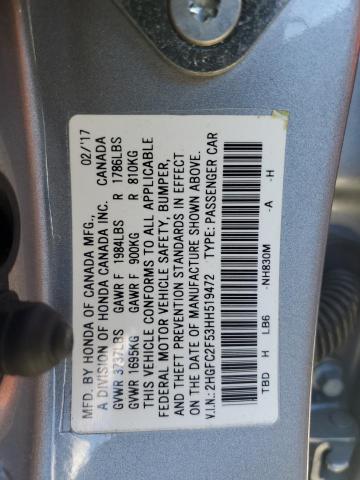 MFD. BY HONDA OF CANADA MFG., 02/'17
A DIVISION OF HONDA CANADA INC. CANADA
GVWR 3737LBS GAWR F 1984LBS R 1786LBS
GVWR 1695KG GAWR F 900KG R 810KG
THIS VEHICLE CONFORMS TO ALL APPLICABLE
FEDERAL MOTOR VEHICLE SAFETY, BUMPER,
AND THEFT PREVENTION STANDARDS IN EFFECT
ON THE DATE OF MANUFACTURE SHOWN ABOVE.
V.I.N.: 2HGFC2F53HH519472 TYPE: PASSENGER CAR
TBD H LB6 -NH830M -A -H